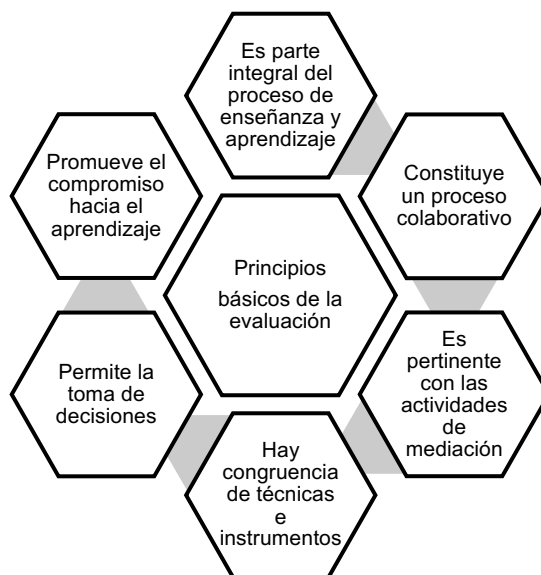 Es parte
integral del
proceso de
enseñanza y
aprendizaje
Constituye
un proceso
colaborativo
Es
pertinente
con las
actividades
de
mediación
Hay
congruencia
de técnicas
e
instrumentos
Permite la
toma de
decisiones
Promueve el
compromiso
hacia el
aprendizaje
Principios
básicos de la
evaluación